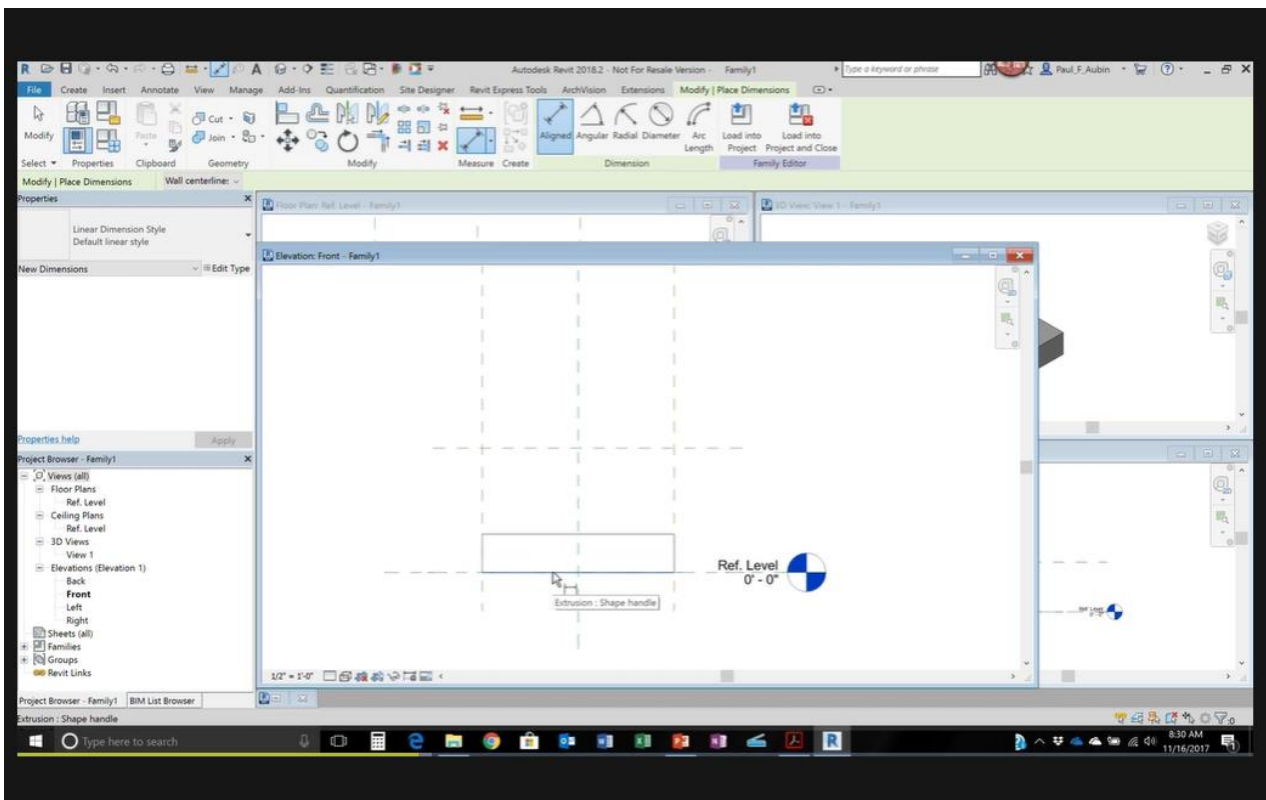 Autodesk Revit 2018.2 - Not For Resale Version - Family1
Type a keyword or phrase
Paul_F_Aubin
File Create Insert Annotate View Manage Add-Ins Quantification Site Designer Revit Express Tools ArchVision Extensions Modify | Place Dimensions
Modify
Paste
Cut
Join
Aligned Angular Radial Diameter Arc Length
Load into Project
Load into Project and Close
Select Properties Clipboard Geometry Modify Measure Create Dimension Family Editor
Modify | Place Dimensions Wall centerline:
Properties
Linear Dimension Style
Default linear style
New Dimensions Edit Type
Properties help Apply
Project Browser - Family1
Views (all)
Floor Plans
Ref. Level
Ceiling Plans
Ref. Level
3D Views
View 1
Elevations (Elevation 1)
Back
Front
Left
Right
Sheets (all)
Families
Groups
Revit Links
Project Browser - Family1 BIM List Browser
Floor Plan: Ref. Level - Family1
3D View: View 1 - Family1
Elevation: Front - Family1
Ref. Level
0' - 0"
Extrusion : Shape handle
1/2" = 1'-0"
Extrusion : Shape handle
:0
Type here to search
8:30 AM
11/16/2017